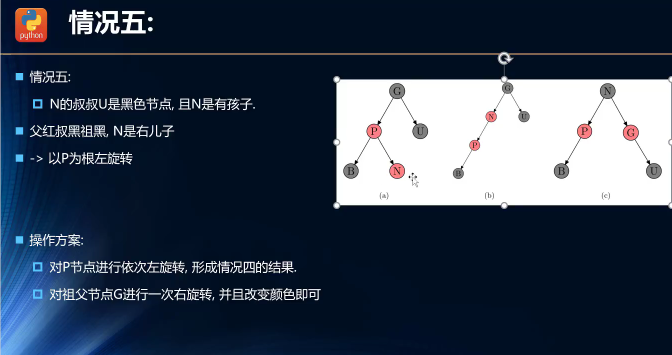 python
情况五:
情况五:
N的叔叔U是黑色节点, 且N是有孩子.
父红叔黑祖黑, N是右儿子
-> 以P为根左旋转
G
P
U
B
N
(a)
G
N
U
P
B
(b)
N
P
G
B
U
(c)
操作方案:
对P节点进行依次左旋转, 形成情况四的结果.
对祖父节点G进行一次右旋转, 并且改变颜色即可